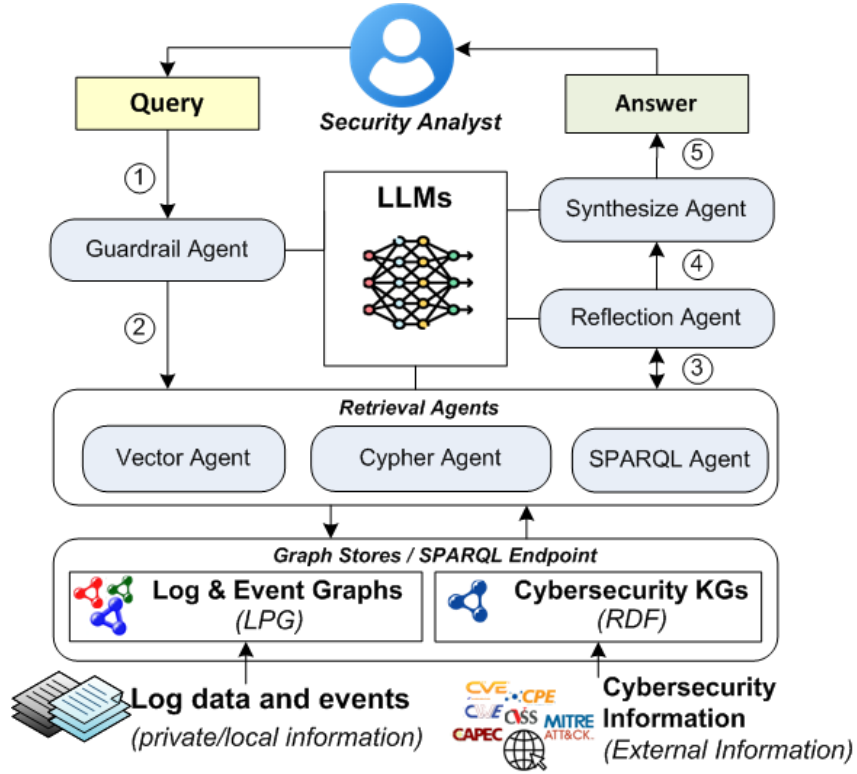 Query
Security Analyst
Answer
1
5
LLMs
Guardrail Agent
Synthesize Agent
4
2
Reflection Agent
3
Retrieval Agents
Vector Agent
Cypher Agent
SPARQL Agent
Graph Stores / SPARQL Endpoint
Log & Event Graphs
(LPG)
Cybersecurity KGs
(RDF)
Log data and events
(private/local information)
CVE
CPE
CWE
CVSS
CAPEC
MITRE
ATT&CK.
Cybersecurity
Information
(External Information)